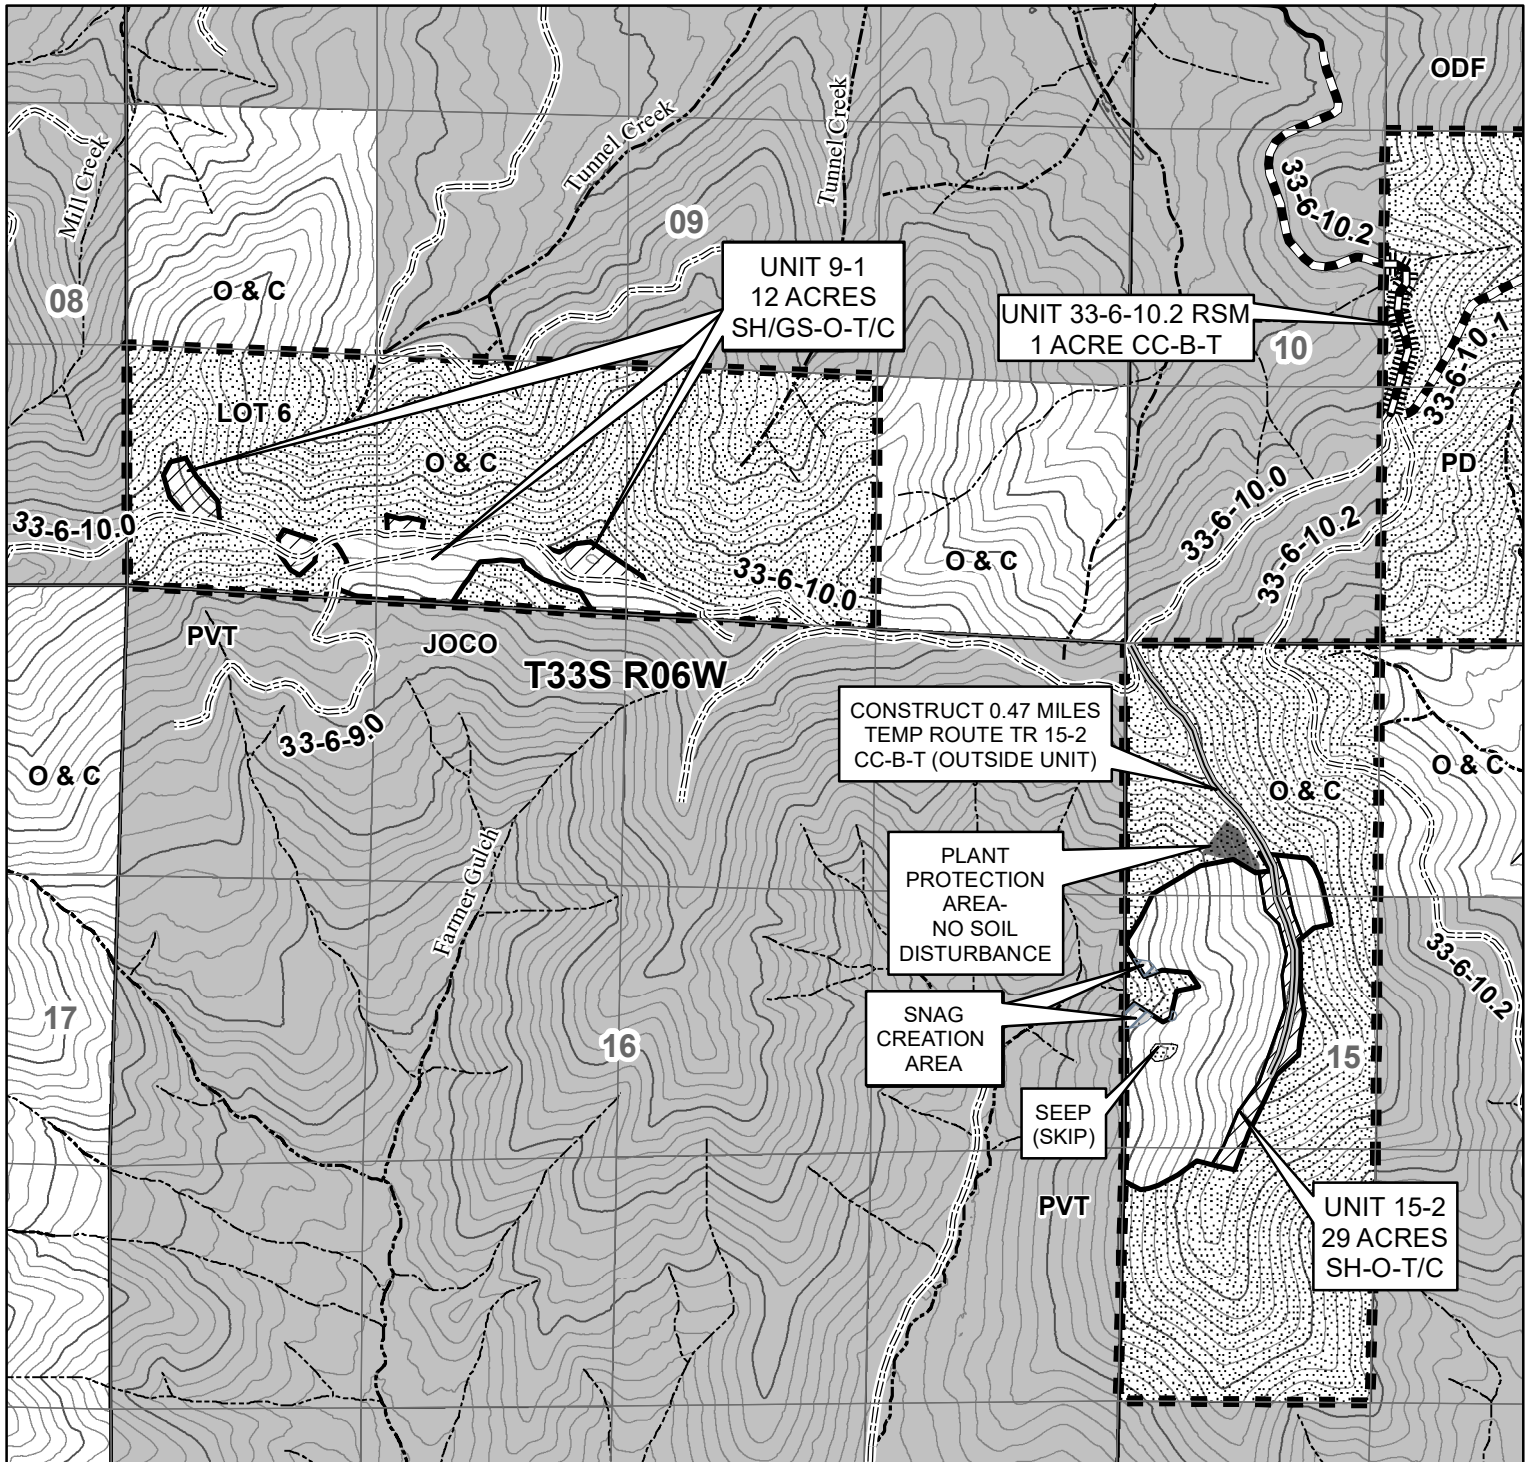 ODF
Mill Creek
Tunnel Creek
Tunnel Creek
33-6-10.2
09
08
O & C
UNIT 9-1
12 ACRES
SH/GS-O-T/C
UNIT 33-6-10.2 RSM
1 ACRE CC-B-T
10
33-6-10.1
LOT 6
O & C
PD
33-6-10.0
33-6-10.0
33-6-10.2
O & C
33-6-10.0
PVT
JOCO
T33S R06W
33-6-9.0
O & C
CONSTRUCT 0.47 MILES
TEMP ROUTE TR 15-2
CC-B-T (OUTSIDE UNIT)
O & C
O & C
Farmer Gulch
PLANT
PROTECTION
AREA-
NO SOIL
DISTURBANCE
33-6-10.2
17
16
SNAG
CREATION
AREA
15
SEEP
(SKIP)
PVT
UNIT 15-2
29 ACRES
SH-O-T/C